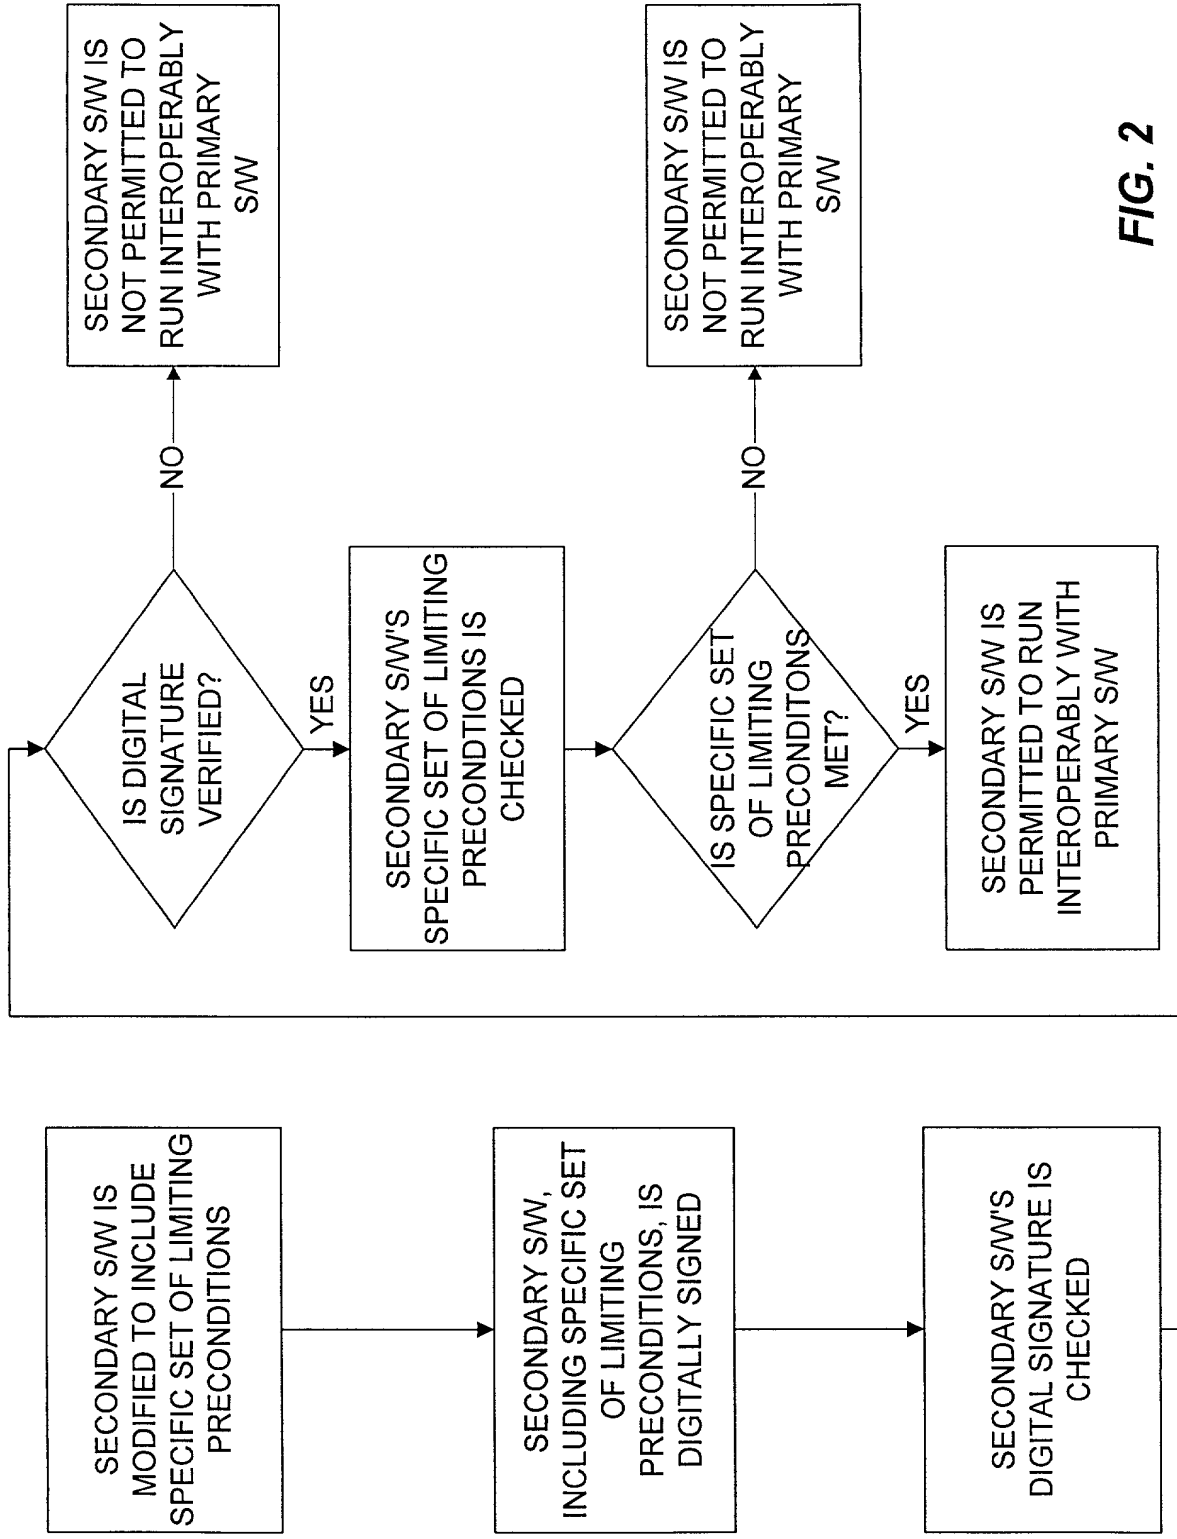 SECONDARY S/W IS
MODIFIED TO INCLUDE
SPECIFIC SET OF LIMITING
PRECONDITIONS
SECONDARY S/W,
INCLUDING SPECIFIC SET
OF LIMITING
PRECONDITIONS, IS
DIGITALLY SIGNED
SECONDARY S/W'S
DIGITAL SIGNATURE IS
CHECKED
IS DIGITAL
SIGNATURE
VERIFIED?
NO
SECONDARY S/W IS
NOT PERMITTED TO
RUN INTEROPERABLY
WITH PRIMARY
S/W
YES
SECONDARY S/W'S
SPECIFIC SET OF LIMITING
PRECONDITIONS IS
CHECKED
IS SPECIFIC SET
OF LIMITING
PRECONDITONS
MET?
NO
SECONDARY S/W IS
NOT PERMITTED TO
RUN INTEROPERABLY
WITH PRIMARY
S/W
YES
SECONDARY S/W IS
PERMITTED TO RUN
INTEROPERABLY WITH
PRIMARY S/W
FIG. 2